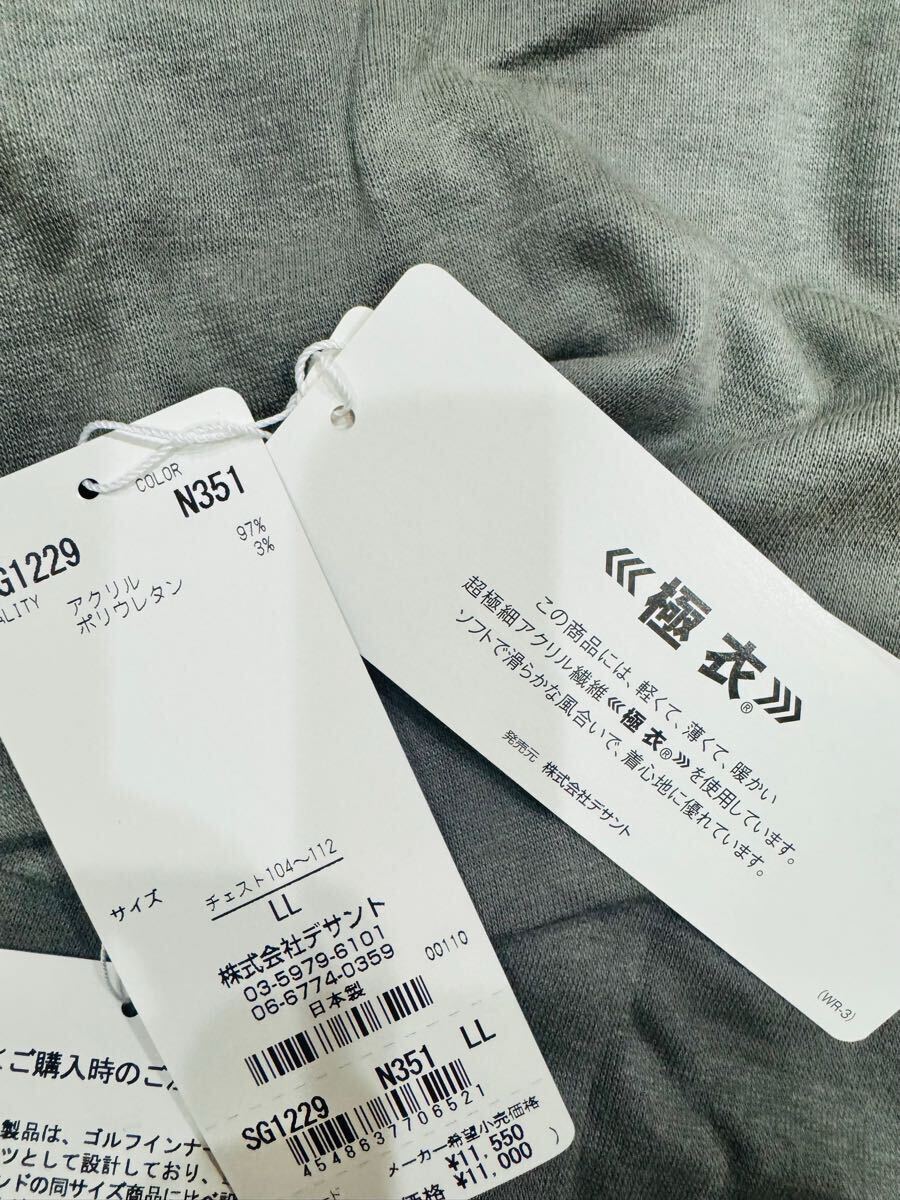 COLOR
N351
G1229
ALITY
アクリル 97%
ポリウレタン 3%
サイズ
チェスト104～112
LL
株式会社デサント
03-5979-6101
06-6774-0359
日本製
00110
SG1229 N351 LL
4548637706521
メーカー希望小売価格
¥11,550
価格 ¥11,000)
極衣®
この商品には、軽くて、薄くて、暖かい
超極細アクリル繊維極衣®を使用しています。
ソフトで滑らかな風合いで、着心地に優れています。
発売元 株式会社デサント
(WR-3)
ご購入時のご
製品は、ゴルフインナー
ツとして設計しており、
ンドの同サイズ商品に比べ